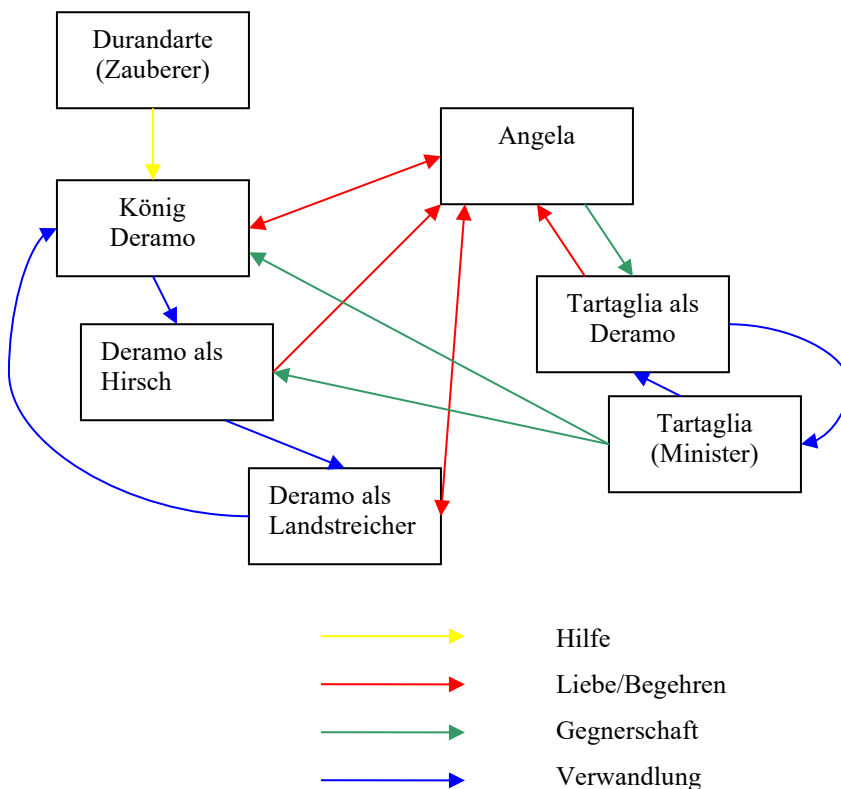 Durandarte
(Zauberer)
Angela
König
Deramo
Tartaglia als
Deramo
Deramo als
Hirsch
Tartaglia
(Minister)
Deramo als
Landstreicher
Hilfe
Liebe/Begehren
Gegnerschaft
Verwandlung